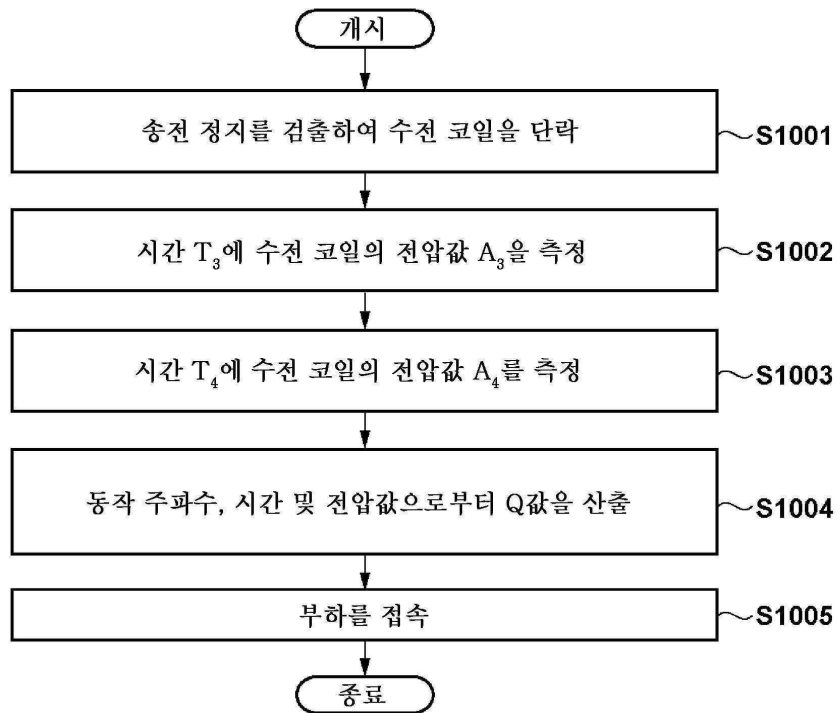 개시
송전 정지를 검출하여 수전 코일을 단락
S1001
시간 T₃에 수전 코일의 전압값 A₃을 측정
S1002
시간 T₄에 수전 코일의 전압값 A₄를 측정
S1003
동작 주파수, 시간 및 전압값으로부터 Q값을 산출
S1004
부하를 접속
S1005
종료